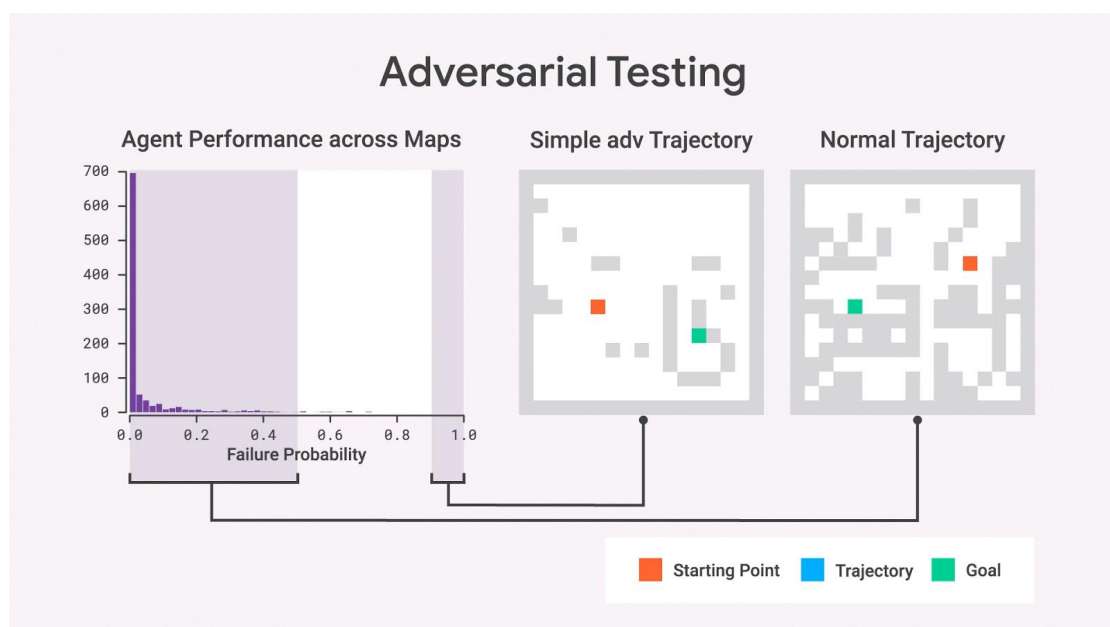 Adversarial Testing
Agent Performance across Maps
700
600
500
400
300
200
100
0
0.0 0.2 0.4 0.6 0.8 1.0
Failure Probability
Simple adv Trajectory
Normal Trajectory
Starting Point
Trajectory
Goal